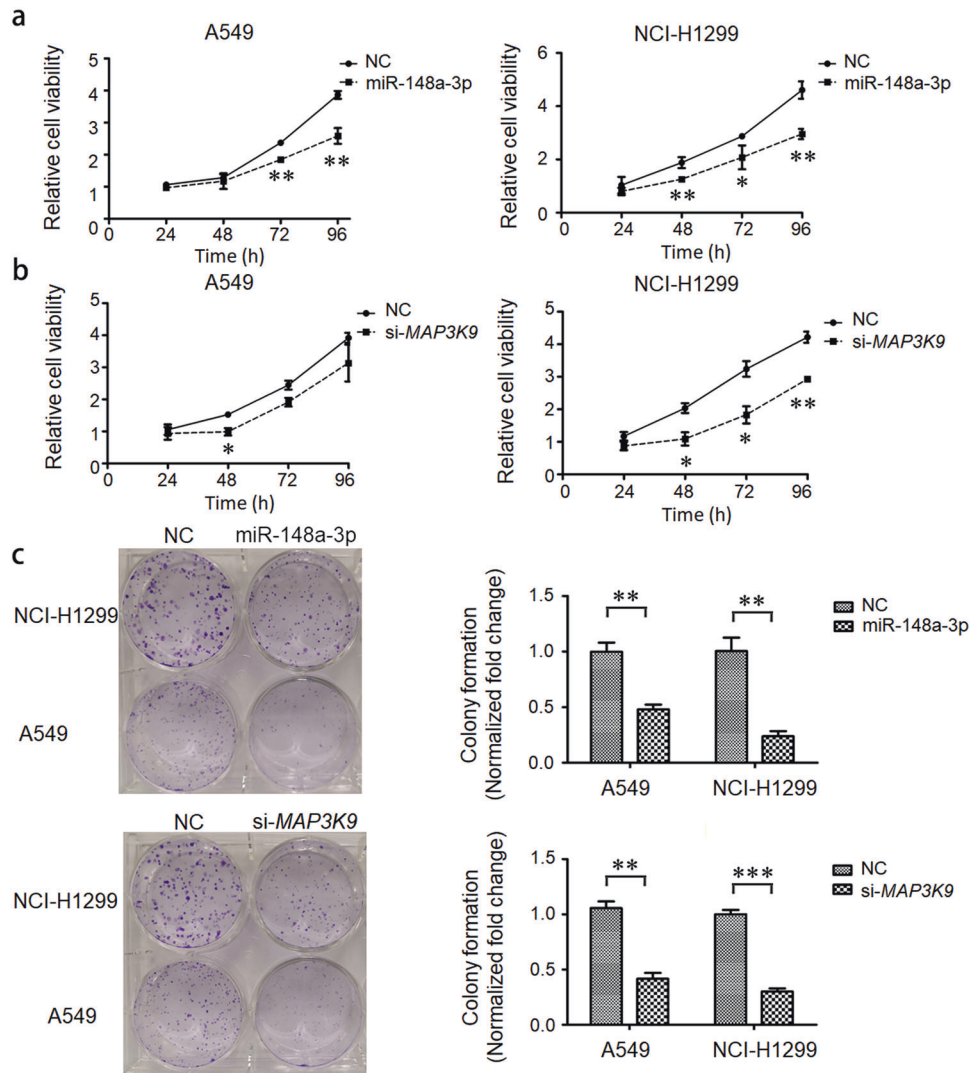 a
A549
Relative cell viability
5
4
3
2
1
0
0 24 48 72 96
Time (h)
NC
miR-148a-3p
**
**
NCI-H1299
Relative cell viability
6
4
2
0
0 24 48 72 96
Time (h)
NC
miR-148a-3p
**
*
**
b
A549
Relative cell viability
5
4
3
2
1
0
0 24 48 72 96
Time (h)
NC
si-MAP3K9
*
NCI-H1299
Relative cell viability
5
4
3
2
1
0
0 24 48 72 96
Time (h)
NC
si-MAP3K9
*
*
**
c
NC miR-148a-3p
NCI-H1299
A549
Colony formation
(Normalized fold change)
1.5
1.0
0.5
0.0
** **
A549 NCI-H1299
NC
miR-148a-3p
NC si-MAP3K9
NCI-H1299
A549
Colony formation
(Normalized fold change)
1.5
1.0
0.5
0.0
** ***
A549 NCI-H1299
NC
si-MAP3K9